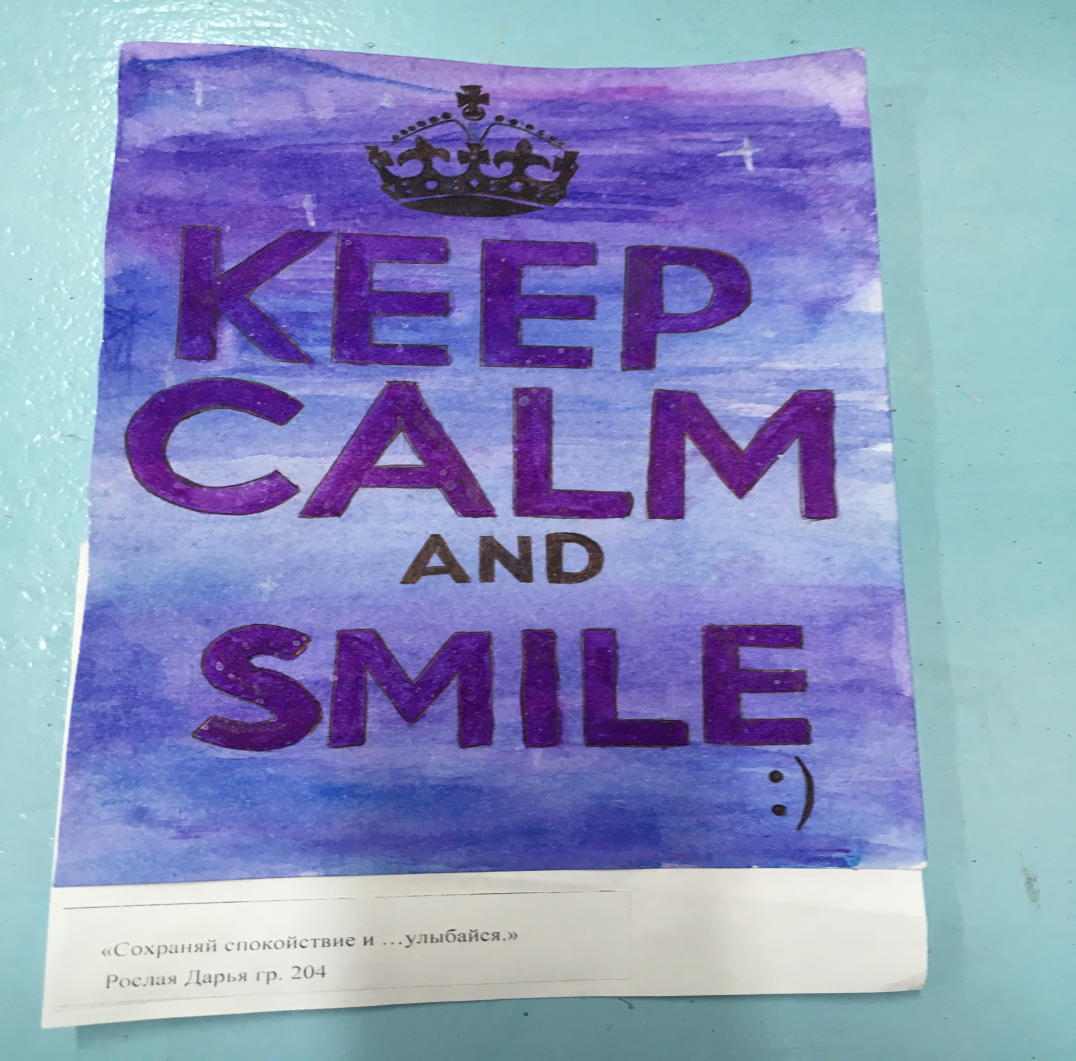 KEEP
CALM
AND
SMILE
:)
«Сохраняй спокойствие и ...улыбайся.»
Рослая Дарья гр. 204